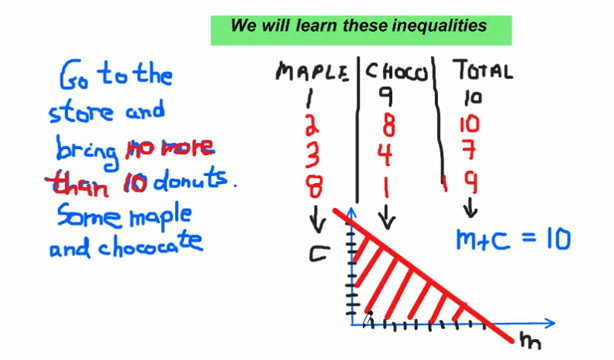 We will learn these inequalities
Go to the
store and
bring no more
than 10 donuts.
Some maple
and chococate
MAPLE CHOCO TOTAL
1 9 10
2 8 10
3 4 7
8 1 9
C
m+c = 10
m